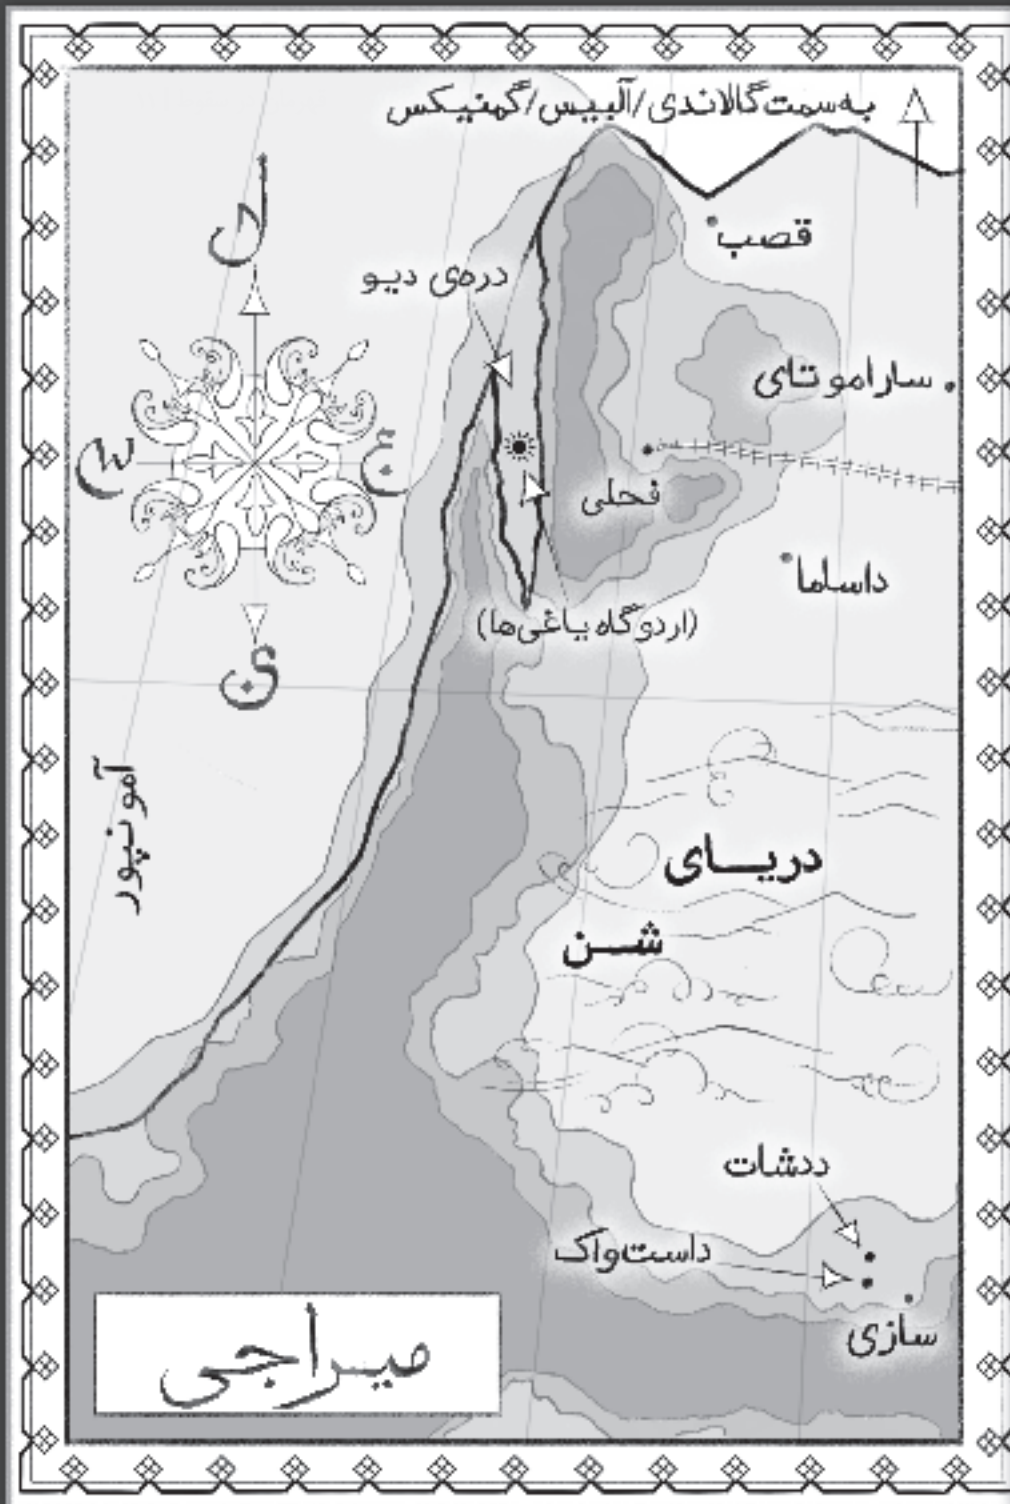 به‌سمت گالاندی/آلبیس/گمنیکس
قصب
دره‌ی دیو
ساراموتای
فحلی
داساما
(اردوگاه یاغی‌ها)
آمونپور
دریای
شن
ددشات
داست‌واک
سازی
میراجی